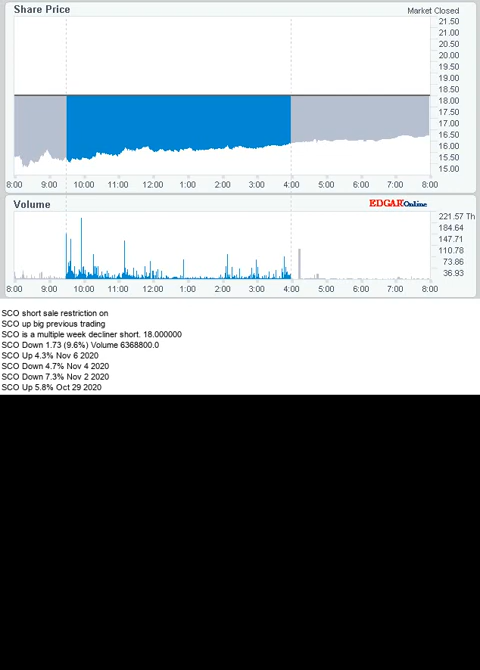 Share Price
Market Closed
21.50
21.00
20.50
20.00
19.50
19.00
18.50
18.00
17.50
17.00
16.50
16.00
15.50
15.00
8:00 9:00 10:00 11:00 12:00 1:00 2:00 3:00 4:00 5:00 6:00 7:00 8:00
Volume
EDGAR Online
221.57 Th
184.64
147.71
110.78
73.86
36.93
8:00 9:00 10:00 11:00 12:00 1:00 2:00 3:00 4:00 5:00 6:00 7:00 8:00
SCO short sale restriction on
SCO up big previous trading
SCO is a multiple week decliner short. 18.000000
SCO Down 1.73 (9.6%) Volume 6368800.0
SCO Up 4.3% Nov 6 2020
SCO Down 4.7% Nov 4 2020
SCO Down 7.3% Nov 2 2020
SCO Up 5.8% Oct 29 2020